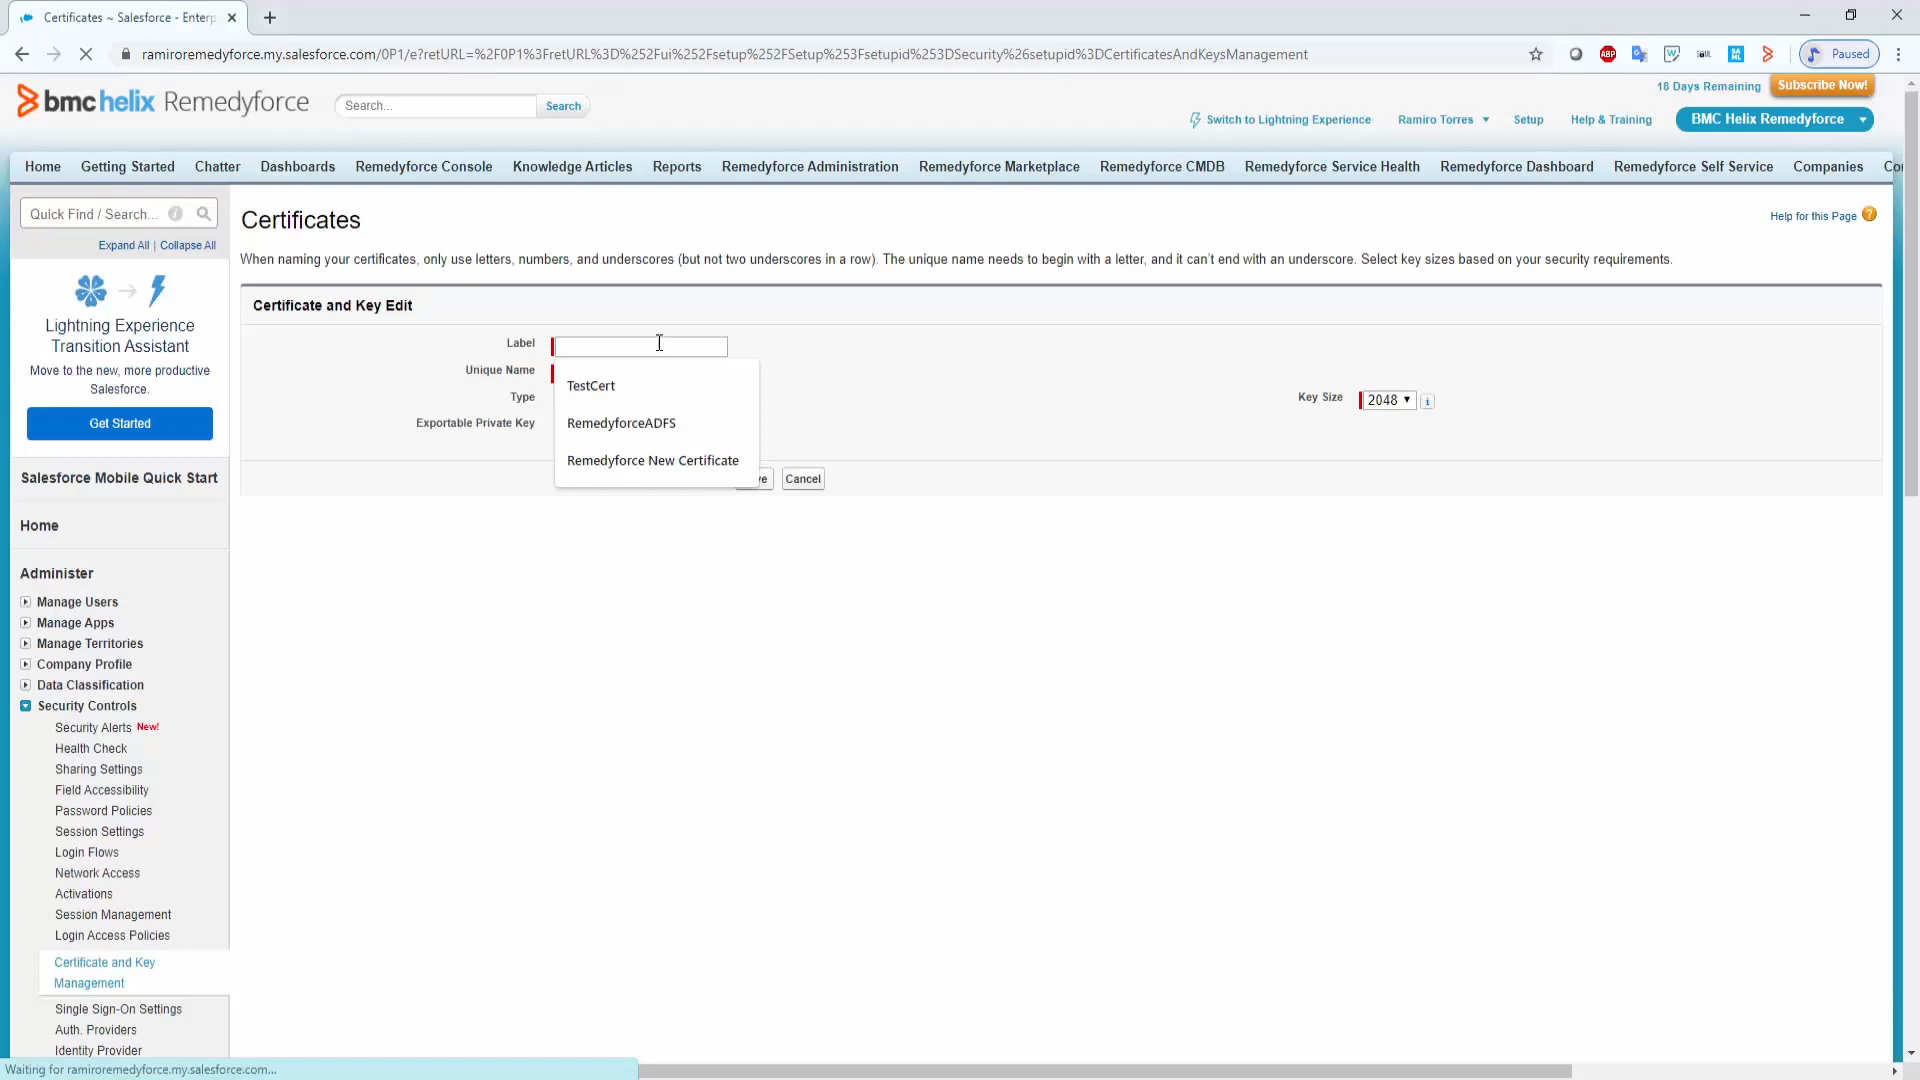 Certificates ~ Salesforce - Enterp
ramiroremedyforce.my.salesforce.com/0P1/e?retURL=%2F0P1%3FretURL%3D%252Fui%252Fsetup%252FSetup%253Fsetupid%253DSecurity%26setupid%3DCertificatesAndKeysManagement
ABP
Paused
bmc helix Remedyforce
Search...
Search
18 Days Remaining
Subscribe Now!
Switch to Lightning Experience
Ramiro Torres
Setup
Help & Training
BMC Helix Remedyforce
Home Getting Started Chatter Dashboards Remedyforce Console Knowledge Articles Reports Remedyforce Administration Remedyforce Marketplace Remedyforce CMDB Remedyforce Service Health Remedyforce Dashboard Remedyforce Self Service Companies Co
Quick Find / Search...
Expand All | Collapse All
Lightning Experience
Transition Assistant
Move to the new, more productive
Salesforce.
Get Started
Salesforce Mobile Quick Start
Home
Administer
Manage Users
Manage Apps
Manage Territories
Company Profile
Data Classification
Security Controls
Security Alerts New!
Health Check
Sharing Settings
Field Accessibility
Password Policies
Session Settings
Login Flows
Network Access
Activations
Session Management
Login Access Policies
Certificate and Key
Management
Single Sign-On Settings
Auth. Providers
Identity Provider
Certificates
Help for this Page
When naming your certificates, only use letters, numbers, and underscores (but not two underscores in a row). The unique name needs to begin with a letter, and it can't end with an underscore. Select key sizes based on your security requirements.
Certificate and Key Edit
Label
Unique Name
Type
Exportable Private Key
TestCert
RemedyforceADFS
Remedyforce New Certificate
Key Size
2048
ve
Cancel
Waiting for ramiroremedyforce.my.salesforce.com...